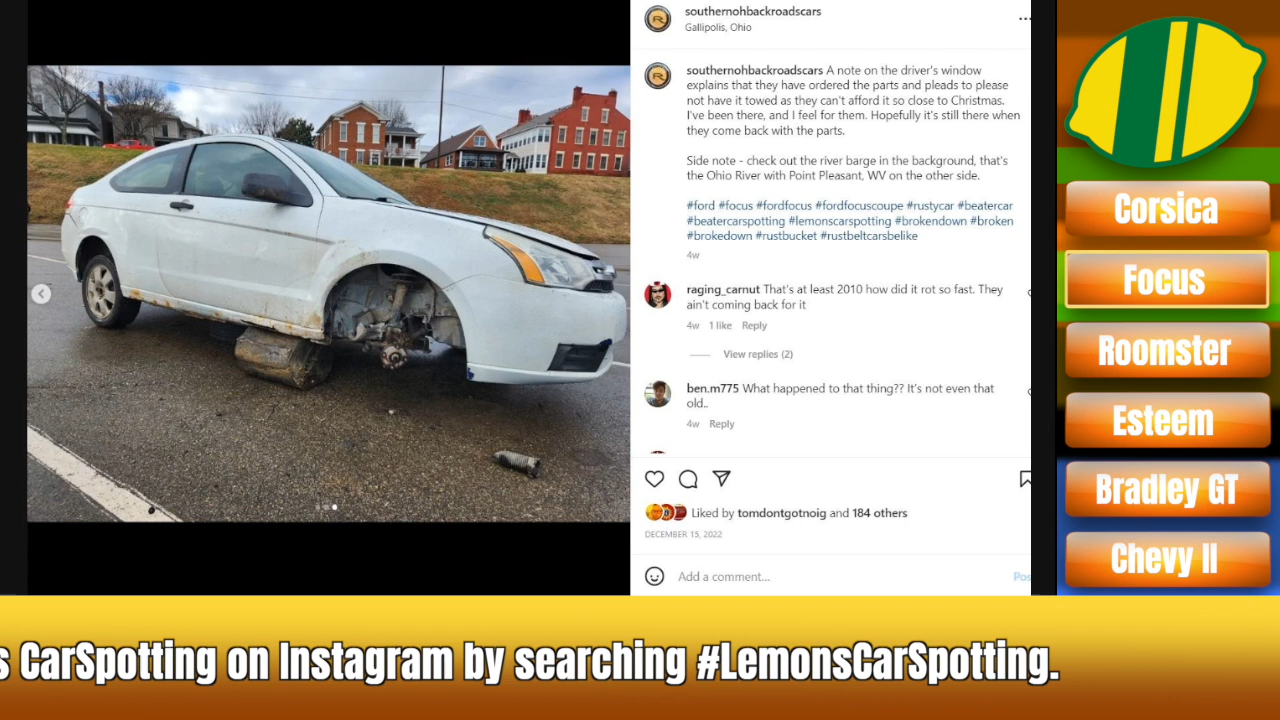 southernohbackroadscars
Gallipolis, Ohio
southernohbackroadscars A note on the driver's window
explains that they have ordered the parts and pleads to please
not have it towed as they can't afford it so close to Christmas.
I've been there, and I feel for them. Hopefully it's still there when
they come back with the parts.
Side note - check out the river barge in the background, that's
the Ohio River with Point Pleasant, WV on the other side.
#ford #focus #fordfocus #fordfocuscoupe #rustycar #beatercar
#beatercarspotting #lemonscarspotting #brokendown #broken
#brokedown #rustbucket #rustbeltcarsbelike
4w
raging_carnut That's at least 2010 how did it rot so fast. They
ain't coming back for it
4w 1 like Reply
View replies (2)
ben.m775 What happened to that thing?? It's not even that
old..
4w Reply
Liked by tomdontgotnoig and 184 others
DECEMBER 15, 2022
Add a comment...
Pos
Corsica
Focus
Roomster
Esteem
Bradley GT
Chevy II
s CarSpotting on Instagram by searching #LemonsCarSpotting.